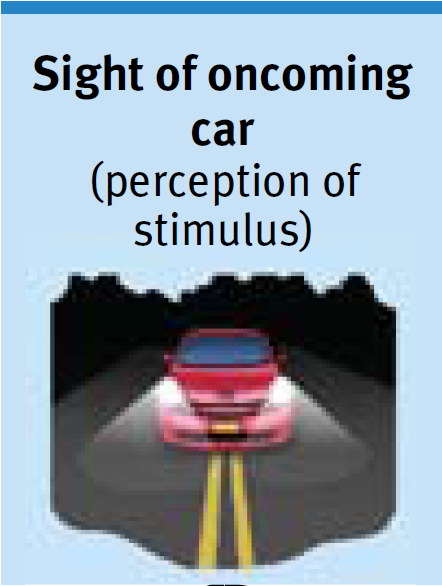 Sight of oncoming
car
(perception of
stimulus)